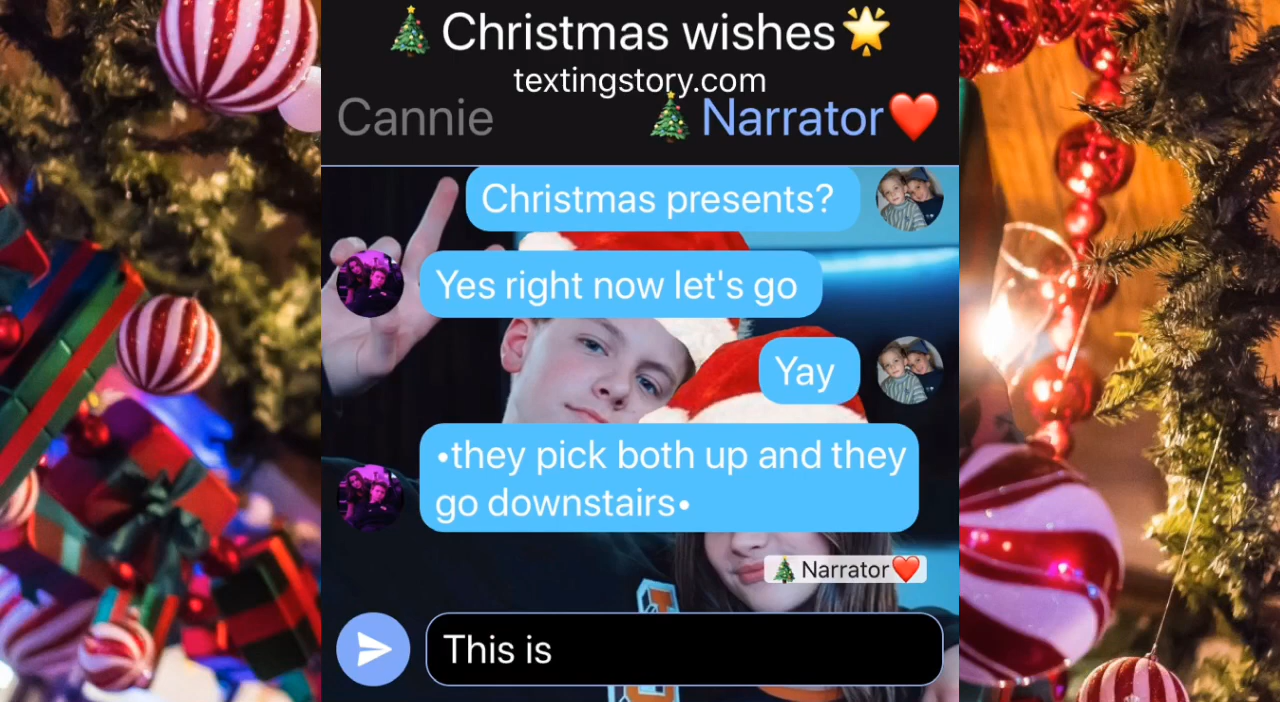 🎄Christmas wishes🌟
textingstory.com
Cannie
🎄Narrator❤️
Christmas presents?
Yes right now let's go
Yay
•they pick both up and they
go downstairs•
🎄Narrator❤️
This is